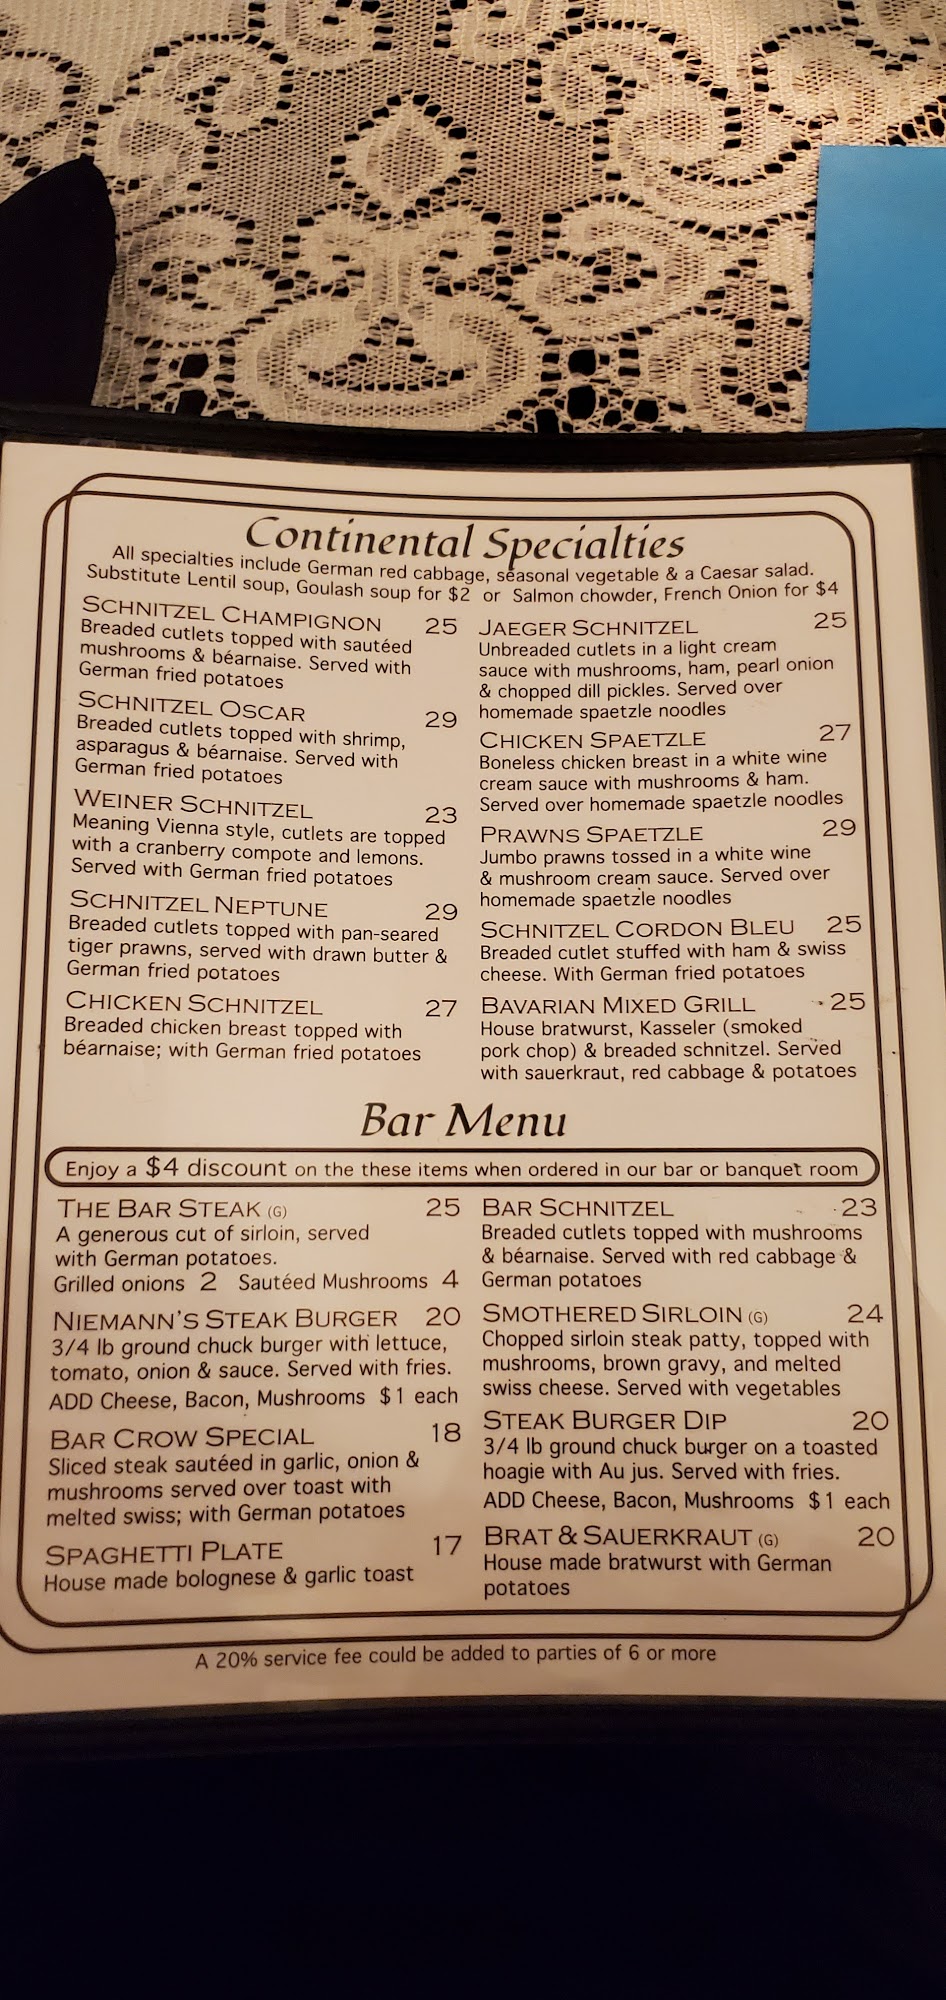 Continental Specialties
All specialties include German red cabbage, seasonal vegetable & a Caesar salad.
Substitute Lentil soup, Goulash soup for $2 or Salmon chowder, French Onion for $4
SCHNITZEL CHAMPIGNON 25
Breaded cutlets topped with sautéed
mushrooms & béarnaise. Served with
German fried potatoes
SCHNITZEL OSCAR 29
Breaded cutlets topped with shrimp,
asparagus & béarnaise. Served with
German fried potatoes
WEINER SCHNITZEL 23
Meaning Vienna style, cutlets are topped
with a cranberry compote and lemons.
Served with German fried potatoes
SCHNITZEL NEPTUNE 29
Breaded cutlets topped with pan-seared
tiger prawns, served with drawn butter &
German fried potatoes
CHICKEN SCHNITZEL 27
Breaded chicken breast topped with
béarnaise; with German fried potatoes
JAEGER SCHNITZEL 25
Unbreaded cutlets in a light cream
sauce with mushrooms, ham, pearl onion
& chopped dill pickles. Served over
homemade spaetzle noodles
CHICKEN SPAETZLE 27
Boneless chicken breast in a white wine
cream sauce with mushrooms & ham.
Served over homemade spaetzle noodles
PRAWNS SPAETZLE 29
Jumbo prawns tossed in a white wine
& mushroom cream sauce. Served over
homemade spaetzle noodles
SCHNITZEL CORDON BLEU 25
Breaded cutlet stuffed with ham & swiss
cheese. With German fried potatoes
BAVARIAN MIXED GRILL 25
House bratwurst, Kasseler (smoked
pork chop) & breaded schnitzel. Served
with sauerkraut, red cabbage & potatoes
Bar Menu
Enjoy a $4 discount on the these items when ordered in our bar or banquet room
THE BAR STEAK (G) 25
A generous cut of sirloin, served
with German potatoes.
Grilled onions 2 Sautéed Mushrooms 4
NIEMANN'S STEAK BURGER 20
3/4 lb ground chuck burger with lettuce,
tomato, onion & sauce. Served with fries.
ADD Cheese, Bacon, Mushrooms $1 each
BAR CROW SPECIAL 18
Sliced steak sautéed in garlic, onion &
mushrooms served over toast with
melted swiss; with German potatoes
SPAGHETTI PLATE 17
House made bolognese & garlic toast
BAR SCHNITZEL 23
Breaded cutlets topped with mushrooms
& béarnaise. Served with red cabbage &
German potatoes
SMOTHERED SIRLOIN (G) 24
Chopped sirloin steak patty, topped with
mushrooms, brown gravy, and melted
swiss cheese. Served with vegetables
STEAK BURGER DIP 20
3/4 lb ground chuck burger on a toasted
hoagie with Au jus. Served with fries.
ADD Cheese, Bacon, Mushrooms $1 each
BRAT & SAUERKRAUT (G) 20
House made bratwurst with German
potatoes
A 20% service fee could be added to parties of 6 or more